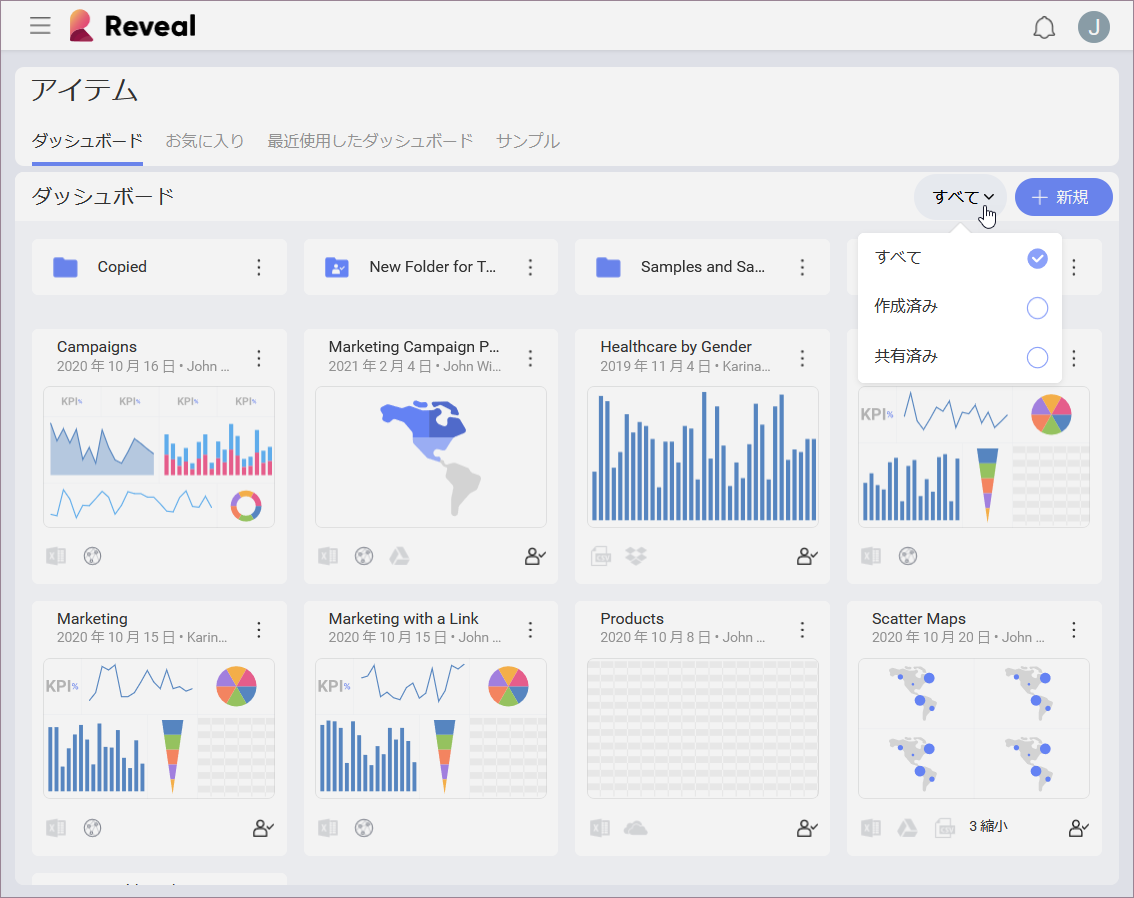 Reveal
J
アイテム
ダッシュボード お気に入り 最近使用したダッシュボード サンプル
ダッシュボード
すべて
新規
すべて
作成済み
共有済み
Copied
New Folder for T...
Samples and Sa...
Campaigns
2020 年 10 月 16 日 • John ...
KPI% KPI% KPI% KPI%
Marketing Campaign P...
2021 年 2 月 4 日 • John Wi...
Healthcare by Gender
2019 年 11 月 4 日 • Karina...
KPI%
Marketing
2020 年 10 月 15 日 • Karin...
KPI%
Marketing with a Link
2020 年 10 月 15 日 • John ...
KPI%
Products
2020 年 10 月 8 日 • John ...
Scatter Maps
2020 年 10 月 20 日 • John ...
3 縮小